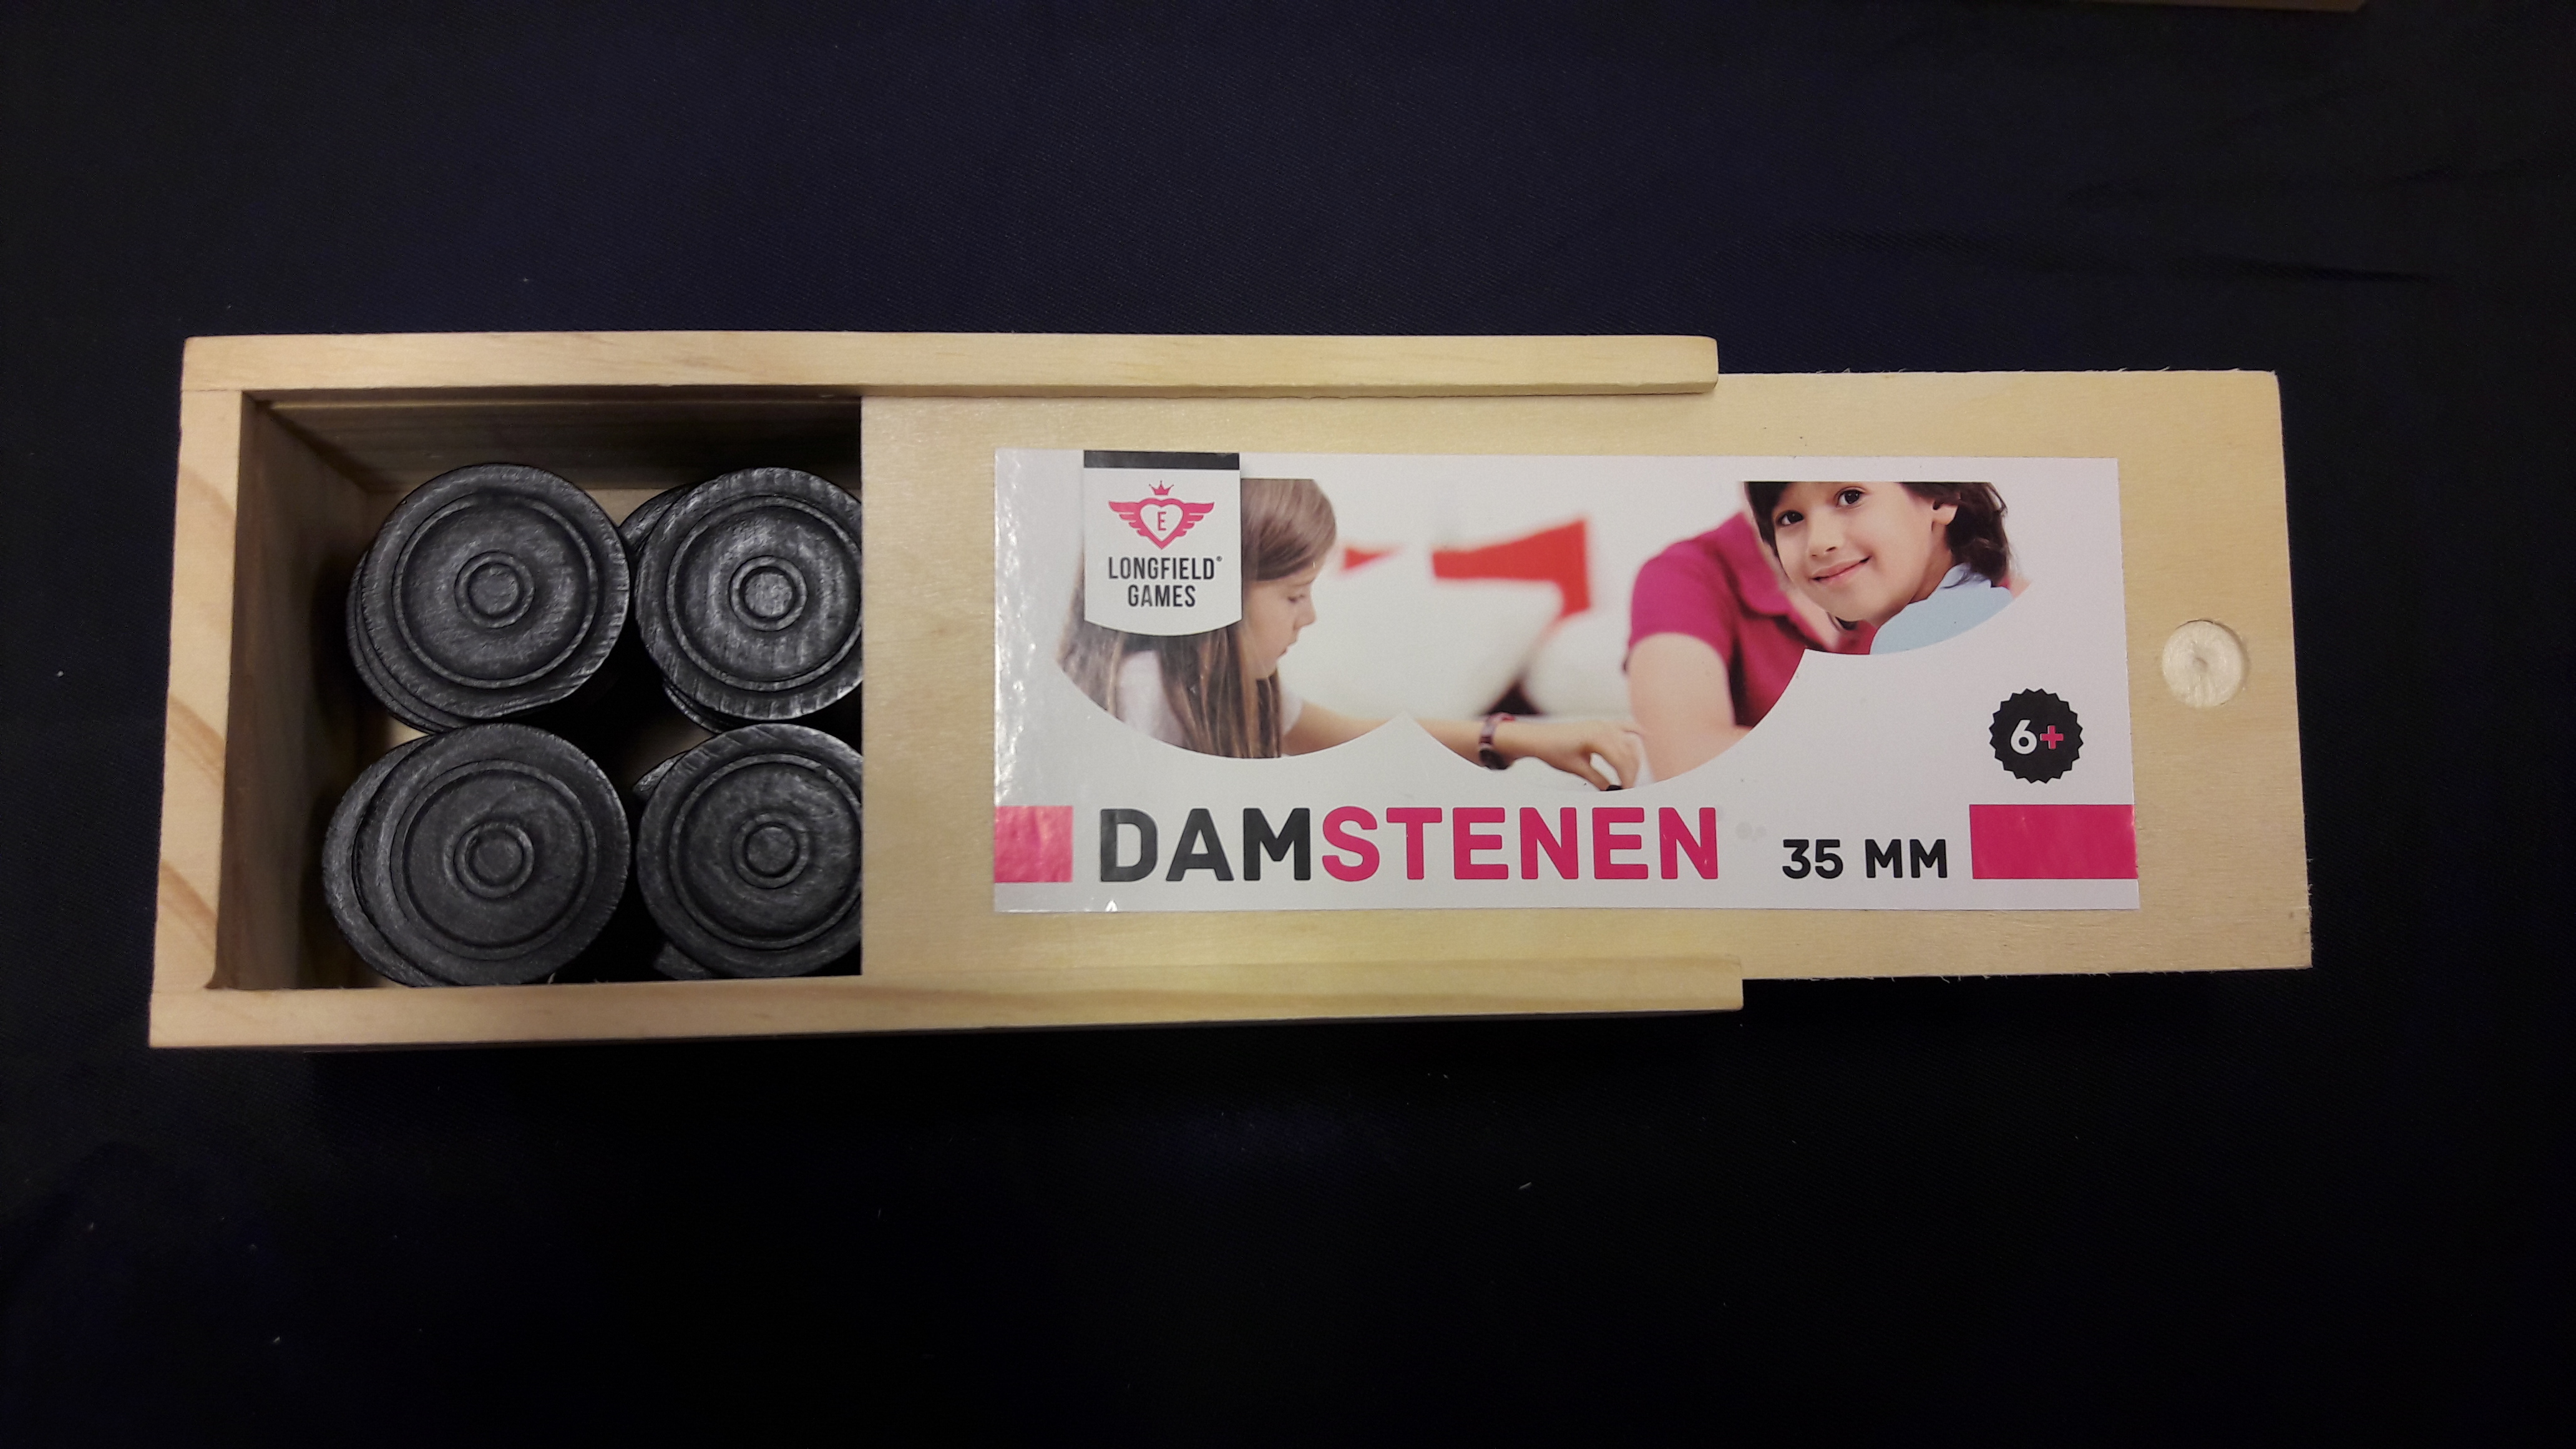 E
LONGFIELD®
GAMES
6+
DAMSTENEN 35 MM